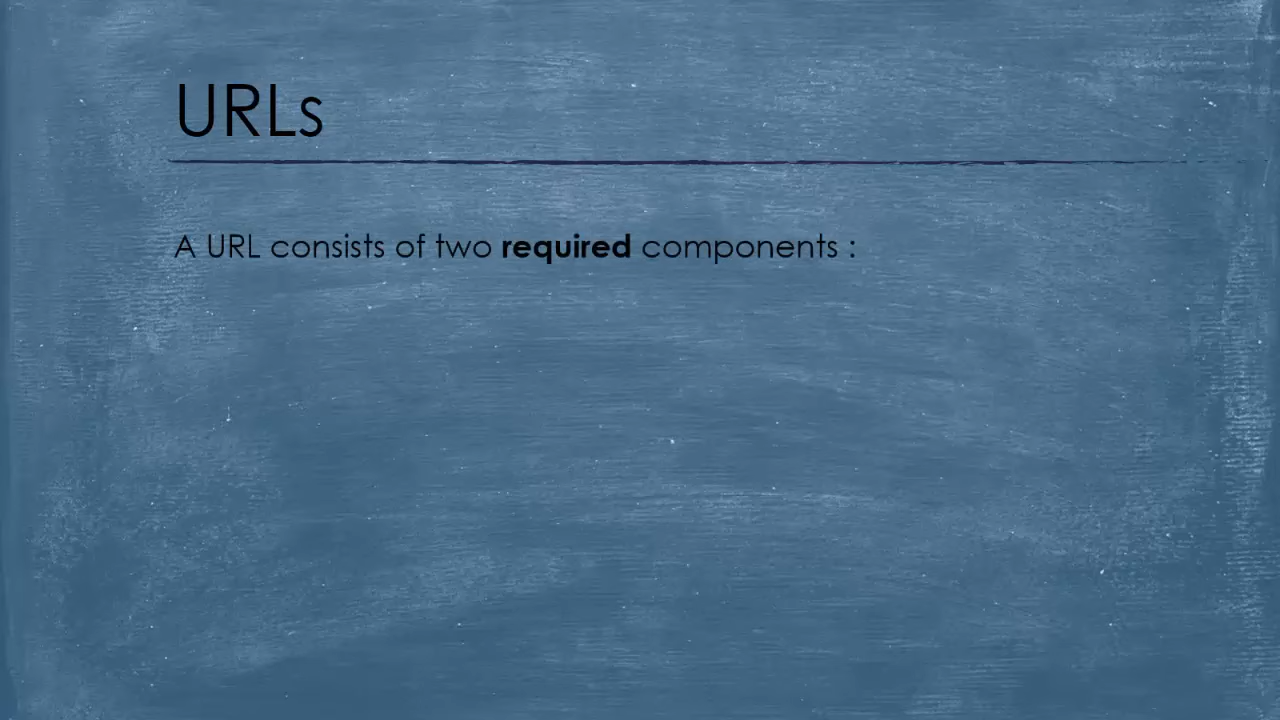 URLs
A URL consists of two required components :